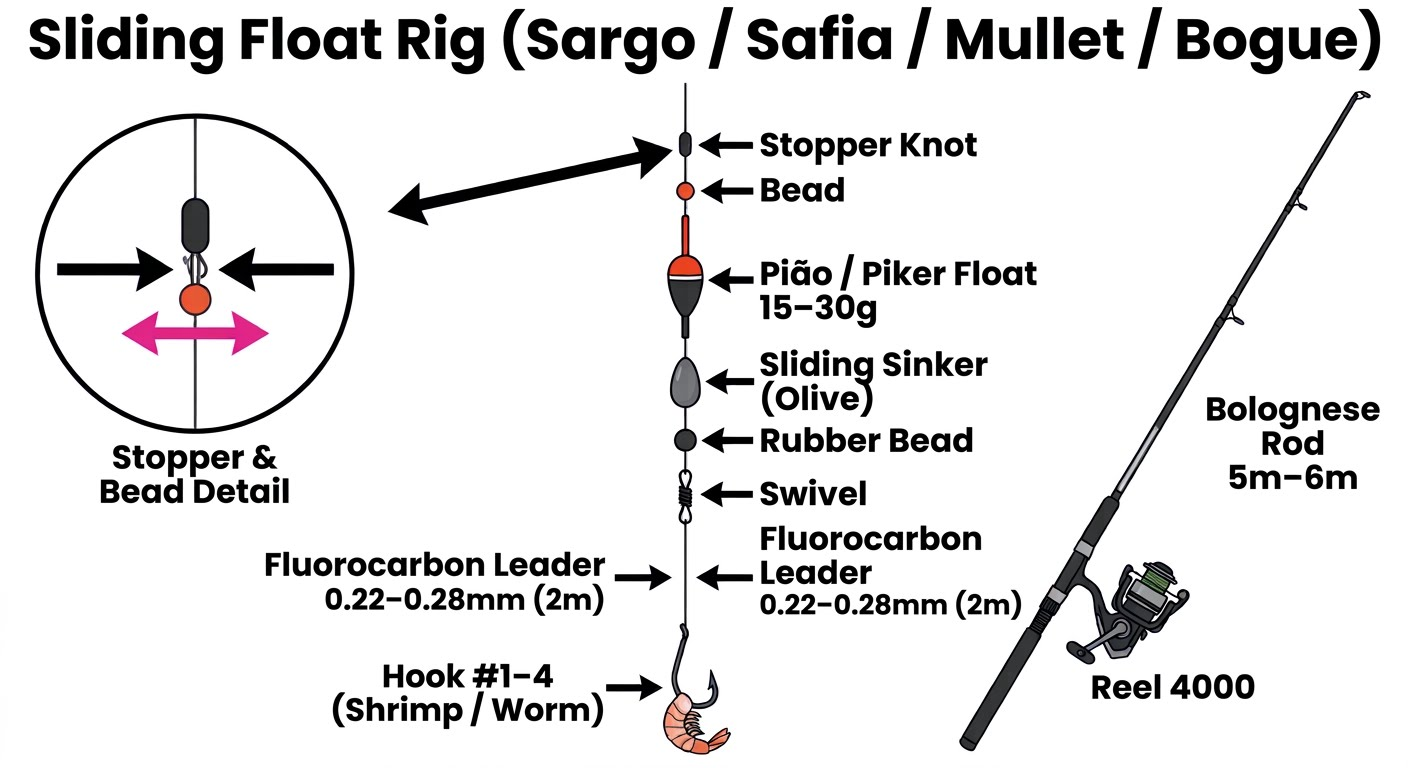 Sliding Float Rig (Sargo / Safia / Mullet / Bogue)
Stopper Knot
Bead
Pião / Piker Float
15–30g
Sliding Sinker
(Olive)
Rubber Bead
Swivel
Fluorocarbon
Leader
0.22–0.28mm (2m)
Stopper &
Bead Detail
Fluorocarbon Leader
0.22–0.28mm (2m)
Hook #1–4
(Shrimp / Worm)
Bolognese
Rod
5m–6m
Reel 4000